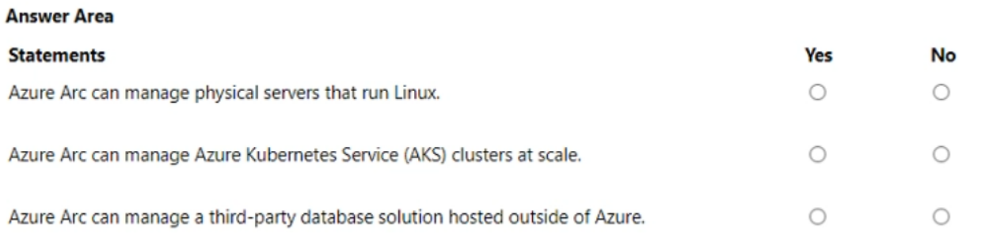 Answer Area
Statements Yes No
Azure Arc can manage physical servers that run Linux.
Azure Arc can manage Azure Kubernetes Service (AKS) clusters at scale.
Azure Arc can manage a third-party database solution hosted outside of Azure.